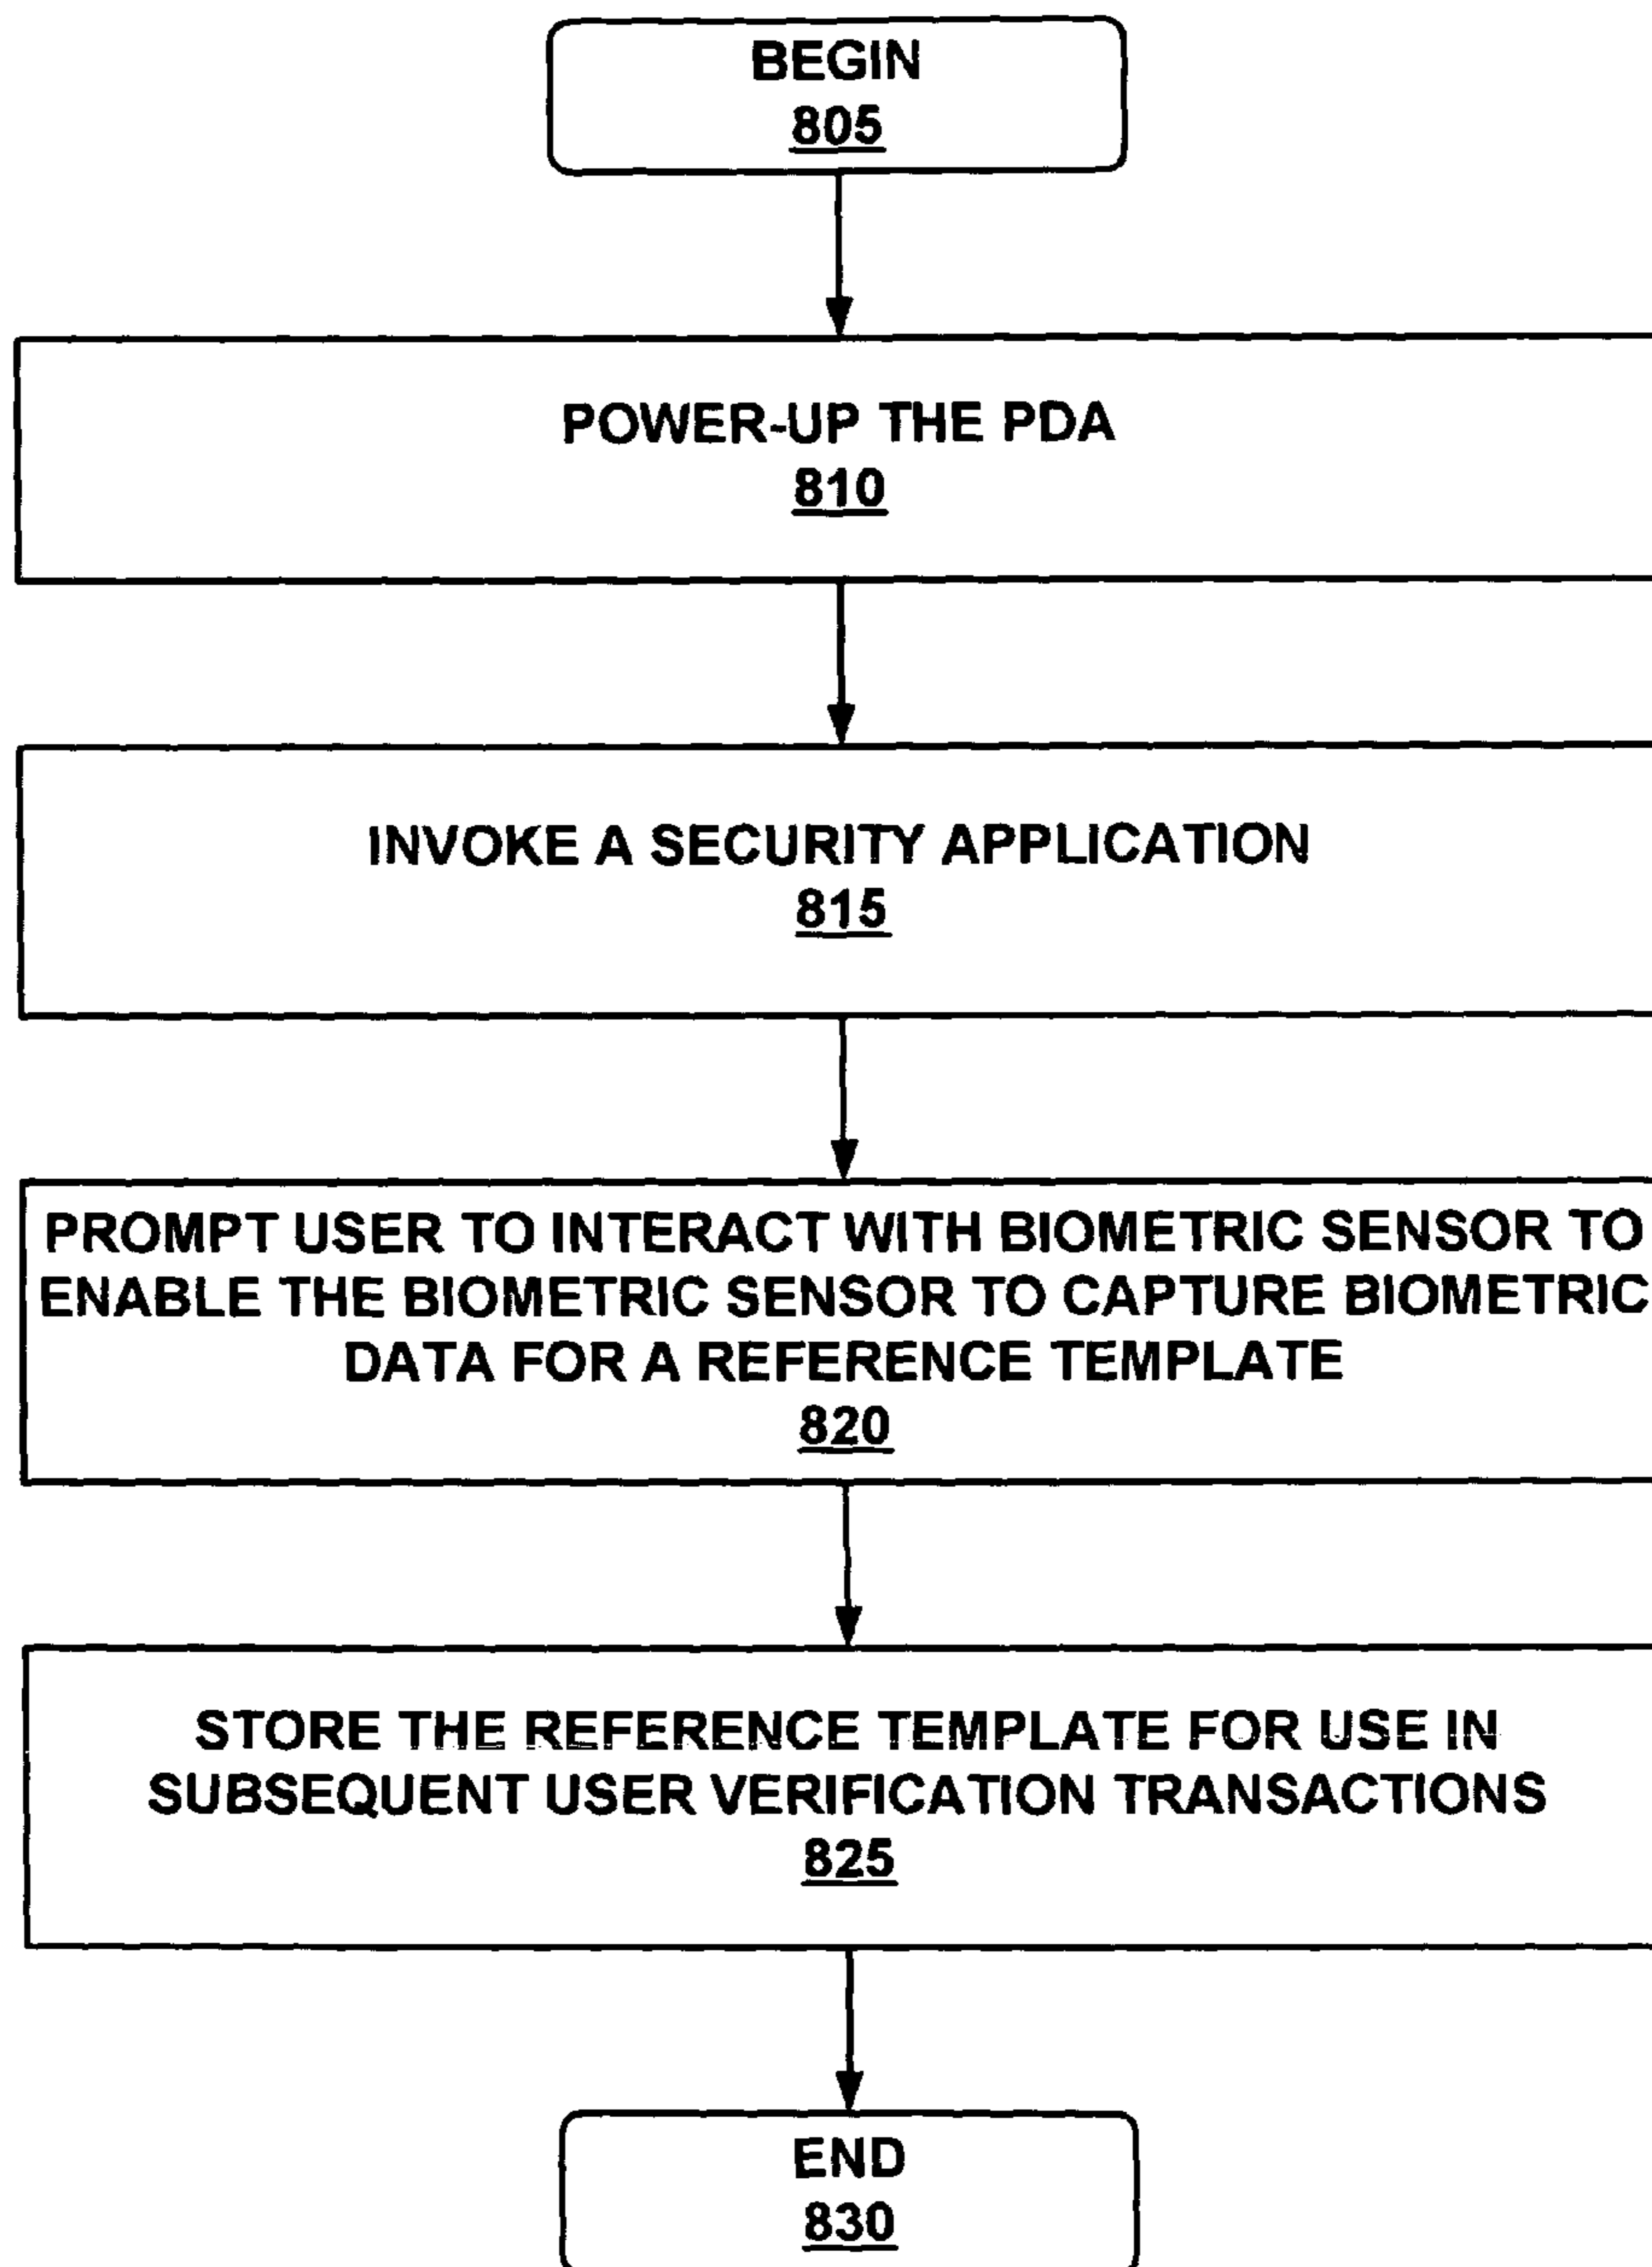 BEGIN
805
POWER-UP THE PDA
810
INVOKE A SECURITY APPLICATION
815
PROMPT USER TO INTERACT WITH BIOMETRIC SENSOR TO
ENABLE THE BIOMETRIC SENSOR TO CAPTURE BIOMETRIC
DATA FOR A REFERENCE TEMPLATE
820
STORE THE REFERENCE TEMPLATE FOR USE IN
SUBSEQUENT USER VERIFICATION TRANSACTIONS
825
END
830